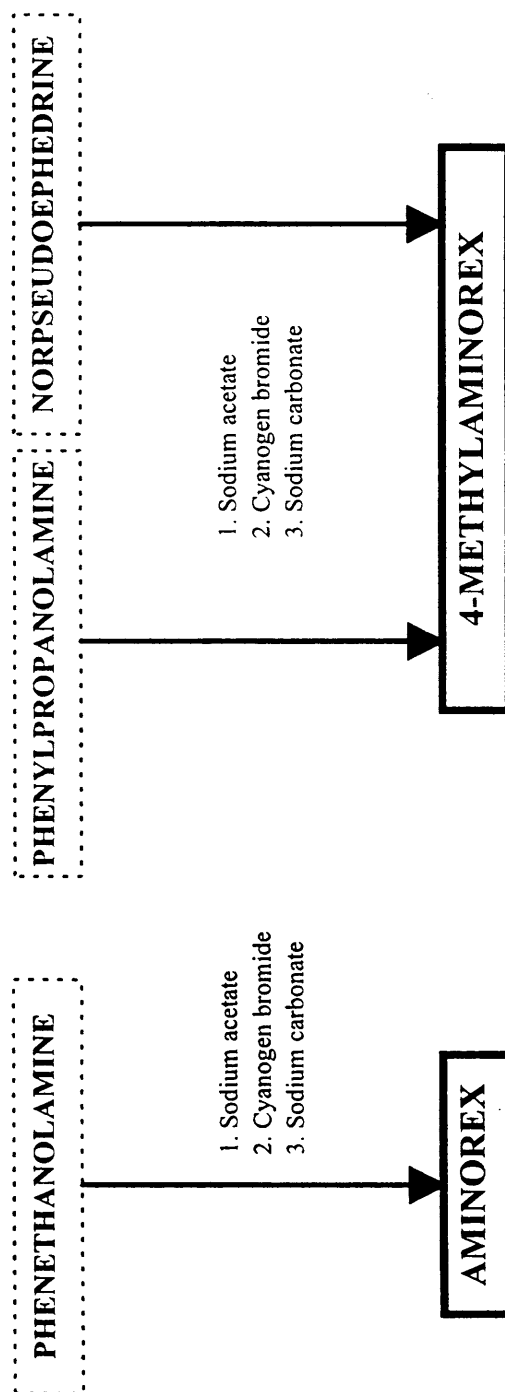 PHENETHANOLAMINE
PHENYLPROPANOLAMINE
NORPSEUDOEPHEDRINE
1. Sodium acetate
2. Cyanogen bromide
3. Sodium carbonate
1. Sodium acetate
2. Cyanogen bromide
3. Sodium carbonate
AMINOREX
4-METHYLAMINOREX